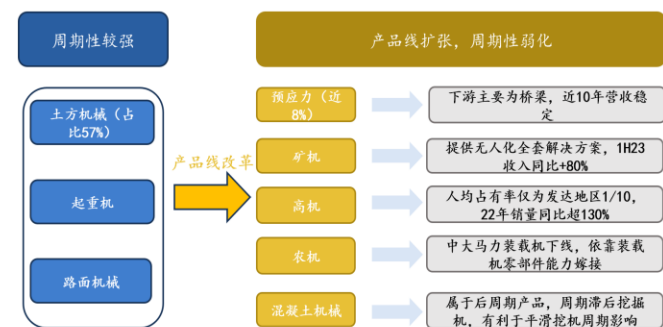 周期性较强
产品线扩张，周期性弱化
土方机械（占
比57%）
起重机
路面机械
产品线改革
预应力（近
8%）
下游主要为桥梁，近10年营收稳
定
矿机
提供无人化全套解决方案，1H23
收入同比+80%
高机
人均占有率仅为发达地区1/10，
22年销量同比超130%
农机
中大马力装载机下线，依靠装载
机零部件能力嫁接
混凝土机械
属于后周期产品，周期滞后挖掘
机，有利于平滑挖机周期影响